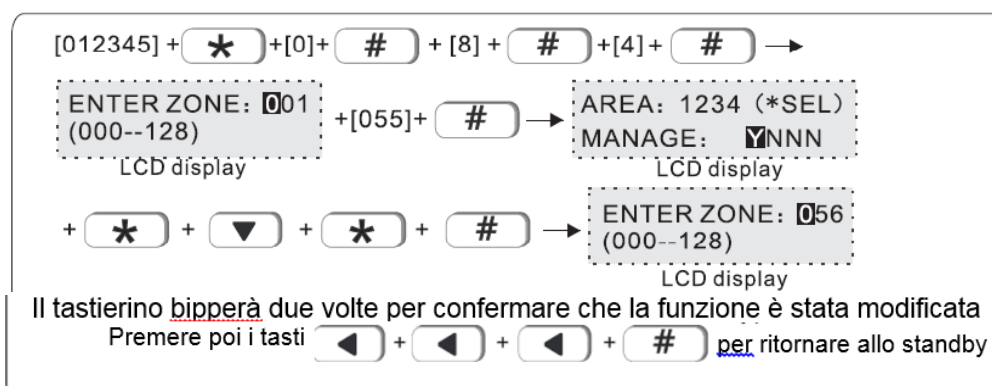 [012345] + * +[0]+ # + [8] + # +[4]+ # →
ENTER ZONE: 001
(000--128)
LCD display
+[055]+ # →
AREA: 1234 (*SEL)
MANAGE: YNNN
LCD display
+ * + ▼ + * + # →
ENTER ZONE: 056
(000--128)
LCD display
Il tastierino bipperà due volte per confermare che la funzione è stata modificata
Premere poi i tasti ◀ + ◀ + ◀ + # per ritornare allo standby